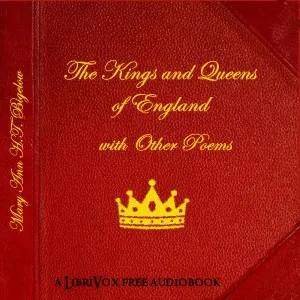 The Kings and Queens
of England
with Other Poems
Mary Ann H.T. Bigelow
a LibriVox free audiobook